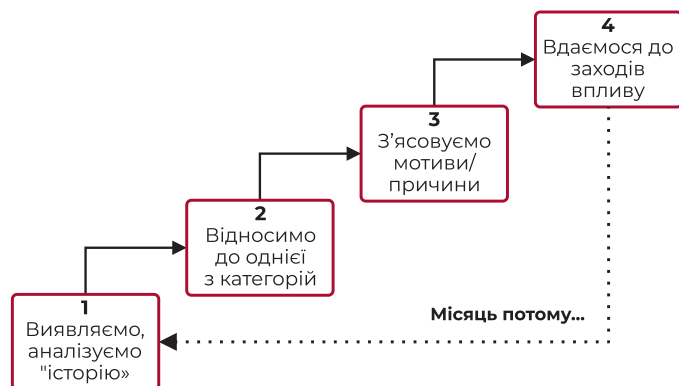 1
Виявляємо,
аналізуємо
"історію»
2
Відносимо
до однієї
з категорій
3
З’ясовуємо
мотиви/
причини
4
Вдаємося до
заходів
впливу
Місяць потому...